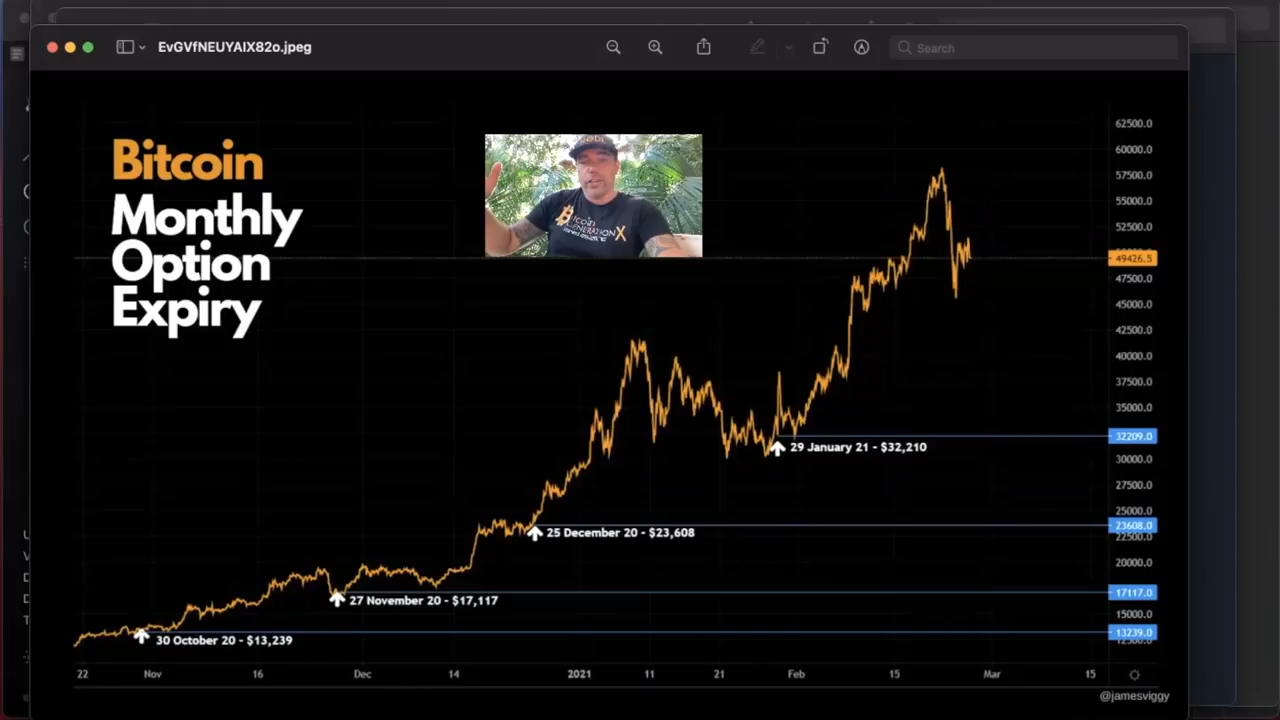 EvGVfNEUYAIX82o.jpeg
Search
Bitcoin
Monthly
Option
Expiry
62500.0
60000.0
57500.0
55000.0
52500.0
49426.5
47500.0
45000.0
42500.0
40000.0
37500.0
35000.0
32209.0
30000.0
27500.0
25000.0
23608.0
22500.0
20000.0
17117.0
15000.0
13239.0
12500.0
29 January 21 - $32,210
25 December 20 - $23,608
27 November 20 - $17,117
30 October 20 - $13,239
22 Nov 16 Dec 14 2021 11 21 Feb 15 Mar 15
@jamesviggy